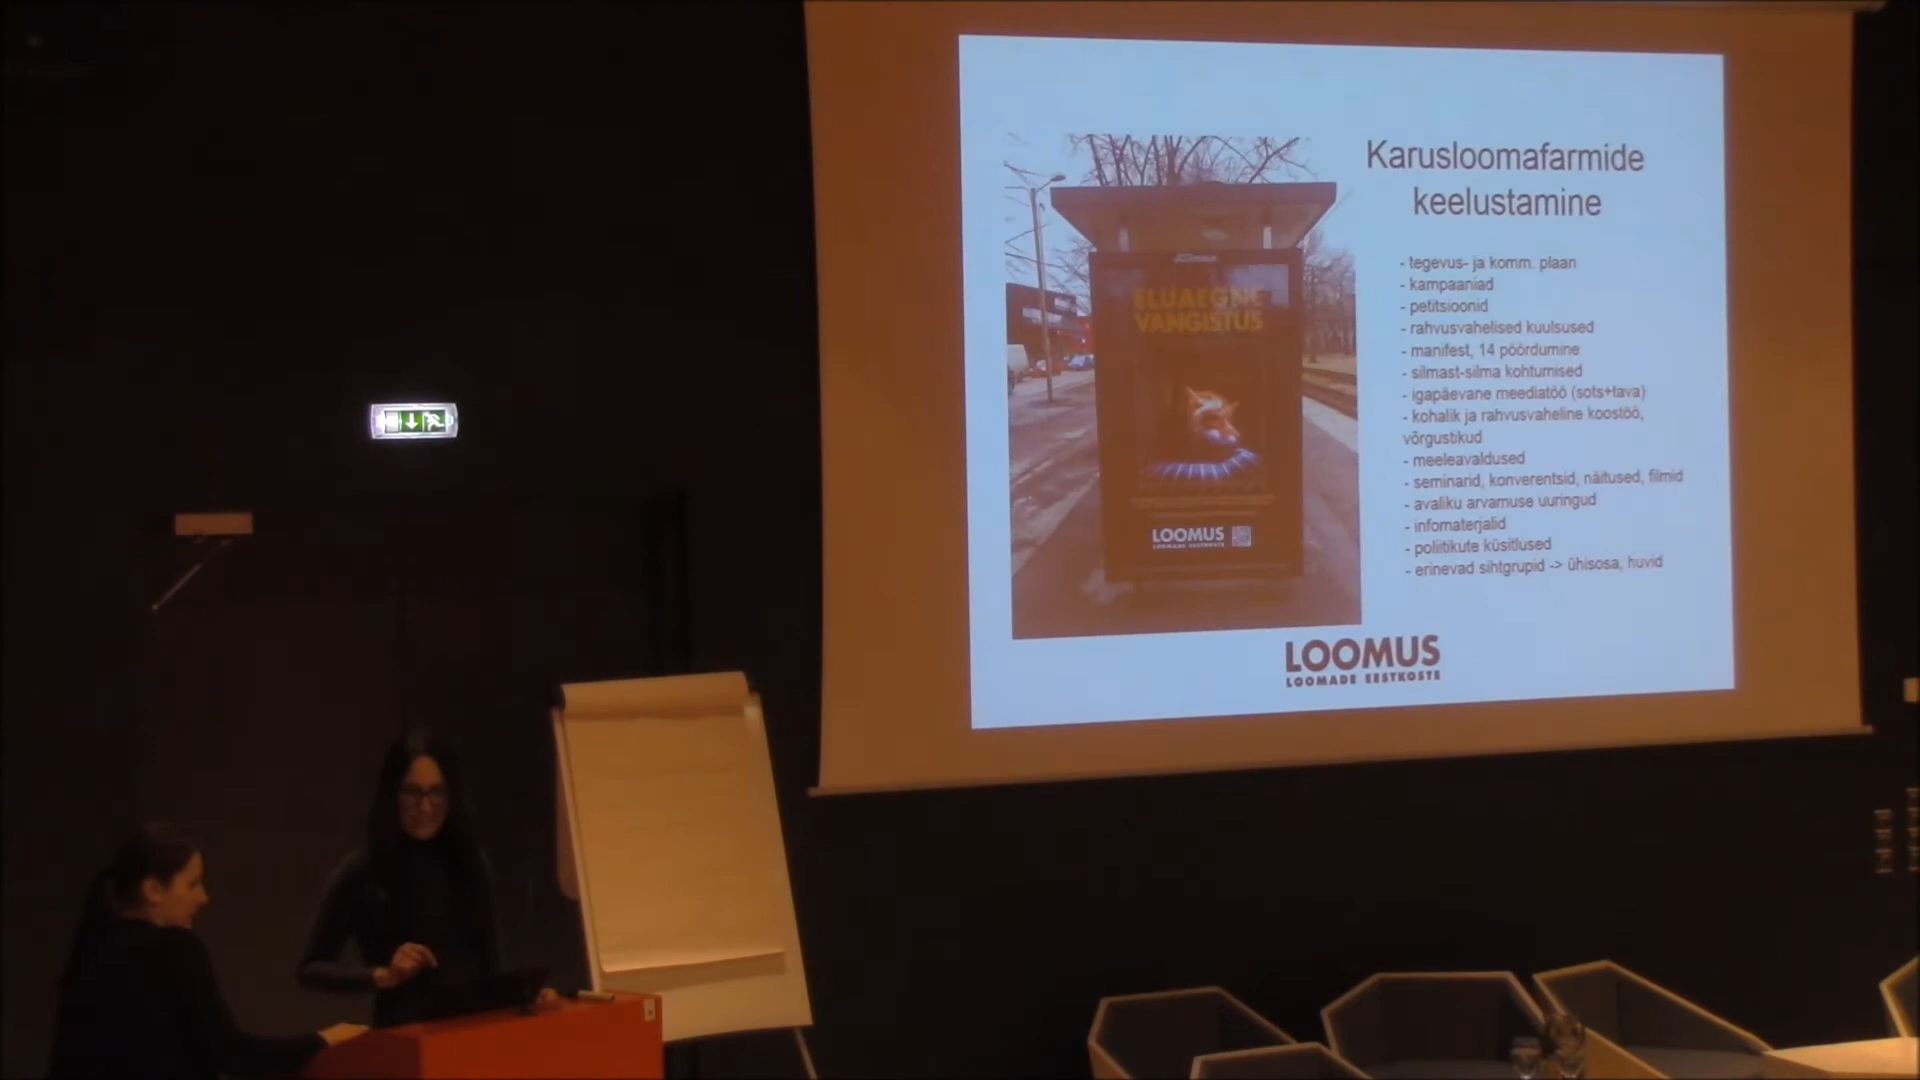 Karusloomafarmide
keelustamine
- tegevus- ja komm. plaan
- kampaaniad
- petitsioonid
- rahvusvahelised kuulsused
- manifest, 14 pöördumine
- silmast-silma kohtumised
- igapäevane meediatöö (sots+tava)
- kohalik ja rahvusvaheline koostöö,
võrgustikud
- meeleavaldused
- seminarid, konverentsid, näitused, filmid
- avaliku arvamuse uuringud
- infomaterjalid
- poliitikute küsitlused
- erinevad sihtgrupid -> ühisosa, huvid
ELUAEGNE
VANGISTUS
LOOMUS
LOOMADE EESTKOSTE
LOOMUS
LOOMADE EESTKOSTE